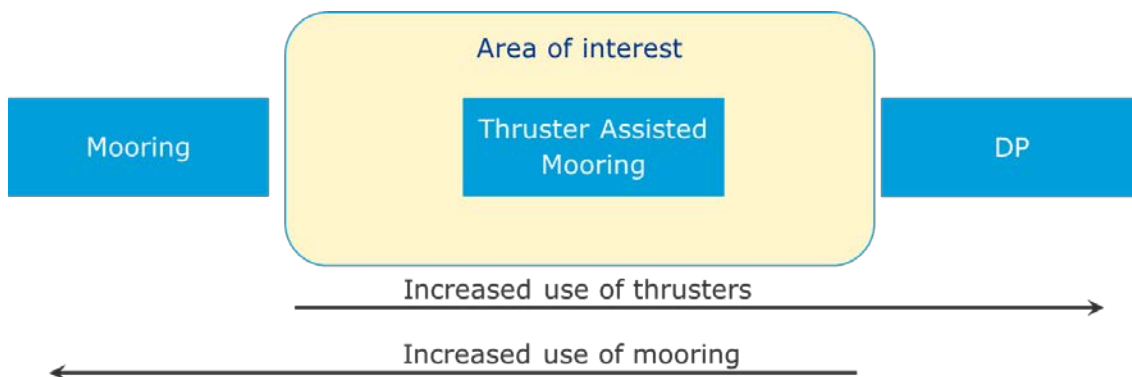 Area of interest
Mooring
Thruster Assisted
Mooring
DP
Increased use of thrusters
Increased use of mooring